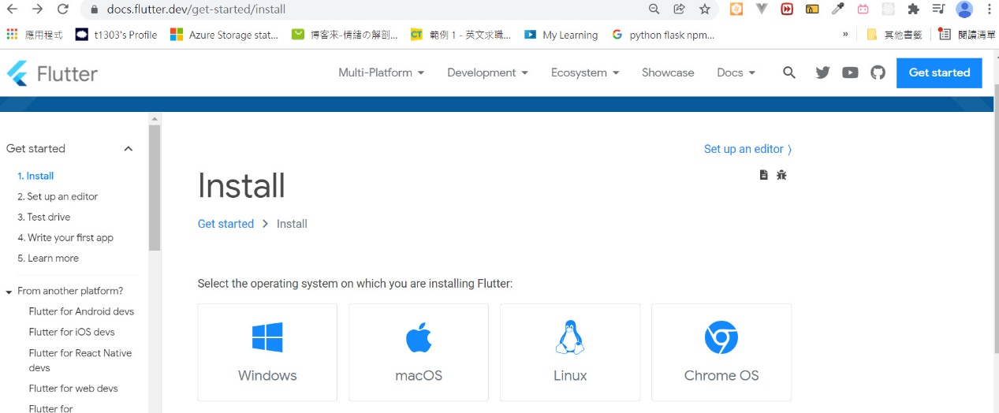 docs.flutter.dev/get-started/install
應用程式 t1303's Profile Azure Storage stat... 博客來-情緒の解剖... 範例 1 - 英文求職... My Learning python flask npm... » 其他書籤 閱讀清單
Flutter Multi-Platform Development Ecosystem Showcase Docs Get started
Get started
1. Install
2. Set up an editor
3. Test drive
4. Write your first app
5. Learn more
From another platform?
Flutter for Android devs
Flutter for iOS devs
Flutter for React Native
devs
Flutter for web devs
Flutter for
Set up an editor 〉
Install
Get started > Install
Select the operating system on which you are installing Flutter:
Windows macOS Linux Chrome OS